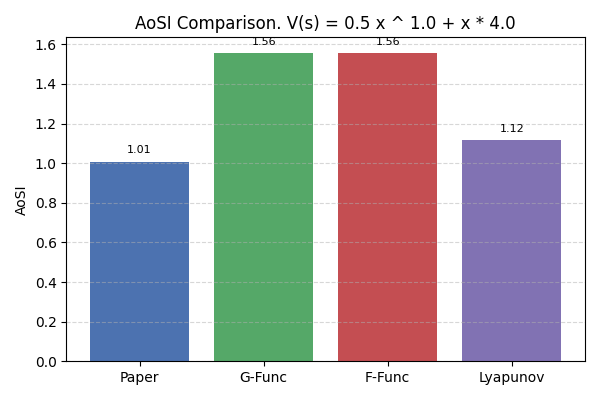 AoSI Comparison. V(s) = 0.5 x ^ 1.0 + x * 4.0
AoSI
1.6
1.4
1.2
1.0
0.8
0.6
0.4
0.2
0.0
1.01
1.56
1.56
1.12
Paper
G-Func
F-Func
Lyapunov